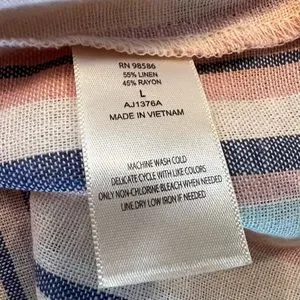 RN 98586
55% LINEN
45% RAYON
L
AJ1376A
MADE IN VIETNAM
MACHINE WASH COLD
DELICATE CYCLE WITH LIKE COLORS
ONLY NON-CHLORINE BLEACH WHEN NEEDED
LINE DRY LOW IRON IF NEEDED